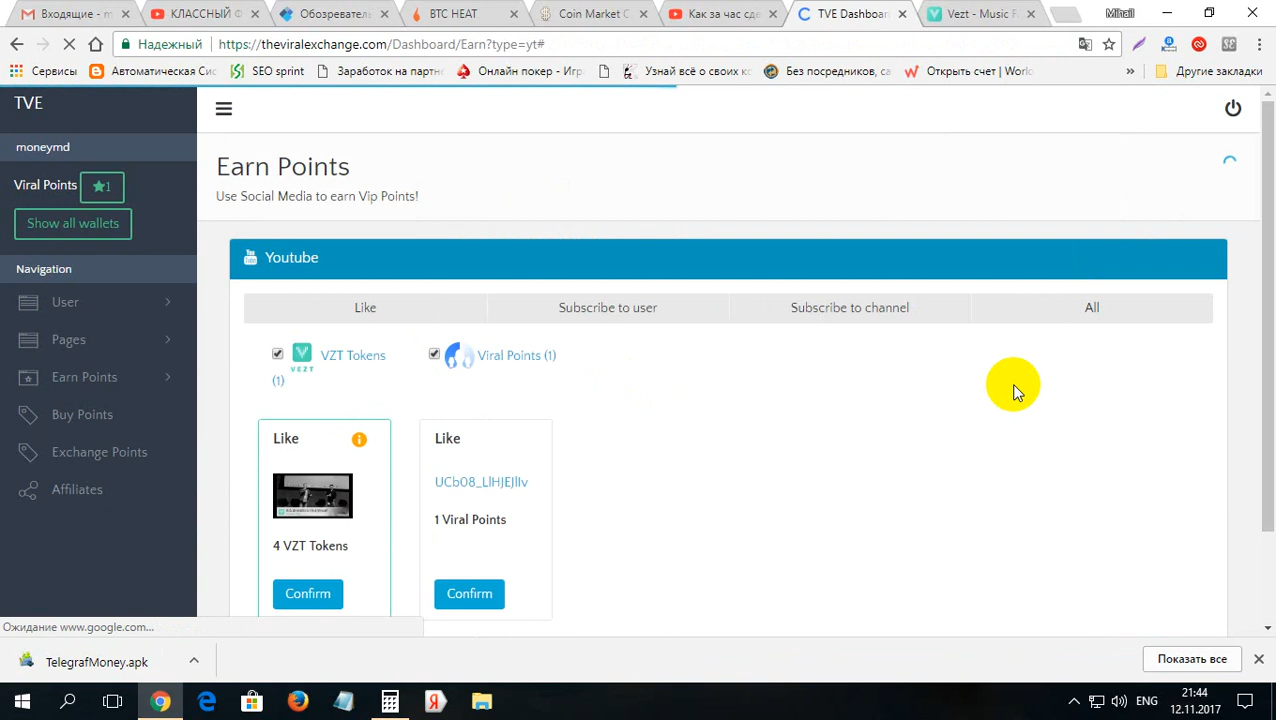 Входящие - m
КЛАССНЫЙ Ф
Обозревател
BTC HEAT
Coin Market C
Как за час сде
TVE Dashboar
Vezt - Music F
Mihail
Надежный
https://theviralexchange.com/Dashboard/Earn?type=yt#
Сервисы
Автоматическая Сис
SEO sprint
Заработок на партн
Онлайн покер - Игр
Узнай всё о своих ко
Без посредников, са
Открыть счет | Worl
»
Другие закладки
TVE
moneymd
Viral Points
1
Show all wallets
Navigation
User
Pages
Earn Points
Buy Points
Exchange Points
Affiliates
Earn Points
Use Social Media to earn Vip Points!
Youtube
Like
Subscribe to user
Subscribe to channel
All
VZT Tokens
(1)
VEZT
Viral Points (1)
Like
4 VZT Tokens
Confirm
Like
UCb08_LlHJEJllv
1 Viral Points
Confirm
Ожидание www.google.com...
TelegrafMoney.apk
Показать все
ENG
21:44
12.11.2017